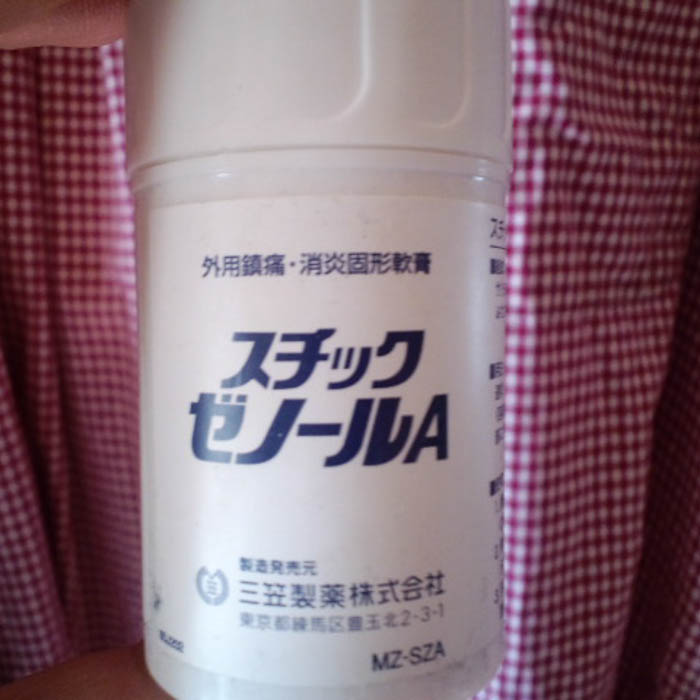 外用鎮痛・消炎固形軟膏
スチック
ゼノールA
製造発売元
三笠製薬株式会社
東京都練馬区豊玉北2-3-1
MZ-SZA